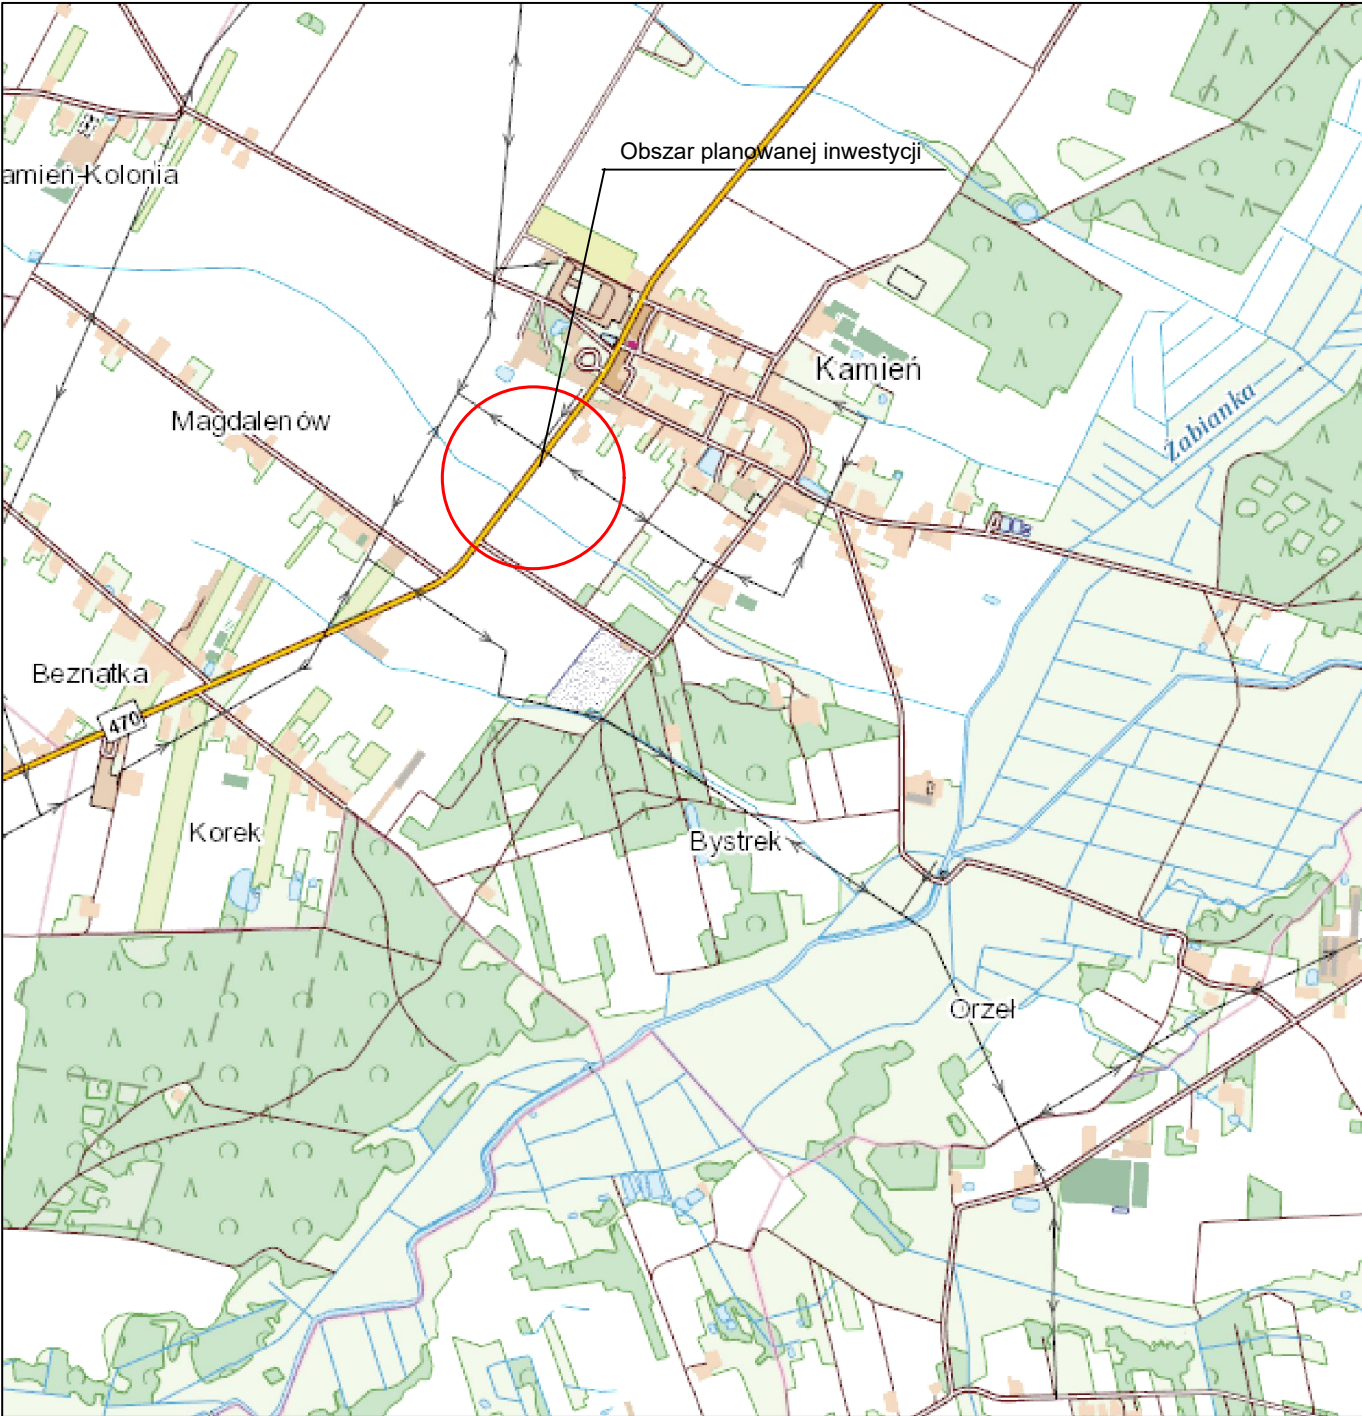 Obszar planowanej inwestycji
amień-Kolonia
Kamień
Żabianka
Magdalenów
Beznatka
470
Korek
Bystrek
Orzeł